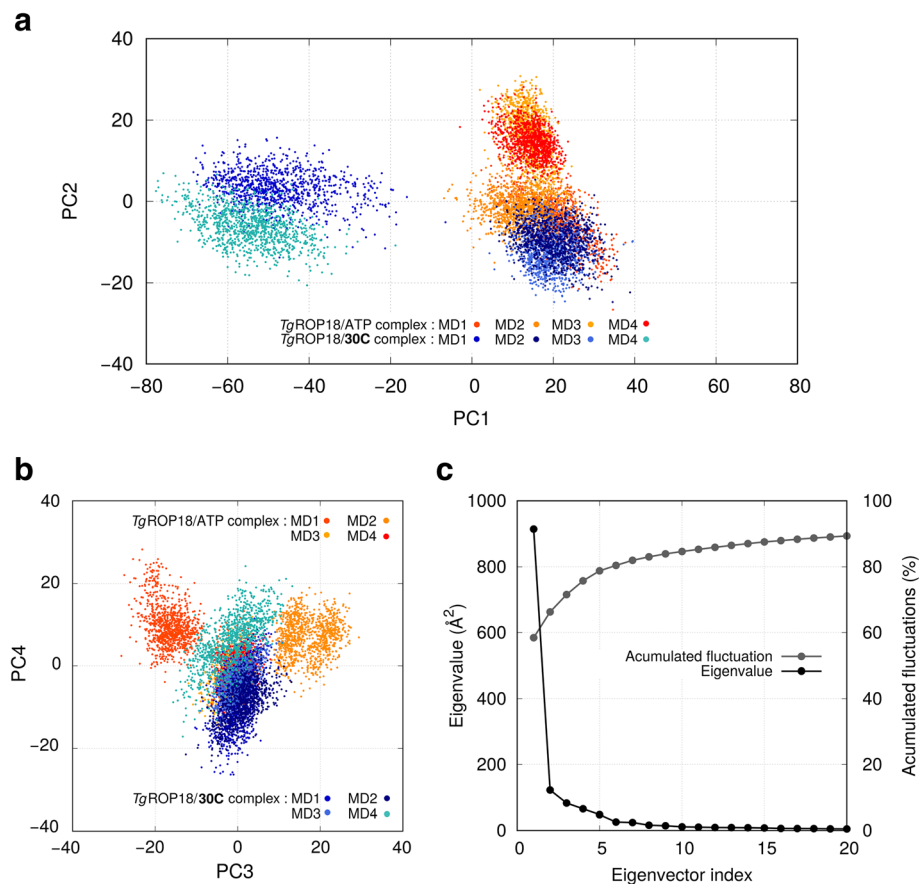 a
40
20
0
−20
−40
PC2
TgROP18/ATP complex : MD1 MD2 MD3 MD4
TgROP18/30C complex : MD1 MD2 MD3 MD4
−80 −60 −40 −20 0 20 40 60 80
PC1
b
40
20
0
−20
−40
PC4
TgROP18/ATP complex : MD1 MD2
MD3 MD4
TgROP18/30C complex : MD1 MD2
MD3 MD4
−40 −20 0 20 40
PC3
c
1000
800
600
400
200
0
Eigenvalue (Å2)
Acumulated fluctuation
Eigenvalue
100
80
60
40
20
0
Acumulated fluctuations (%)
0 5 10 15 20
Eigenvector index